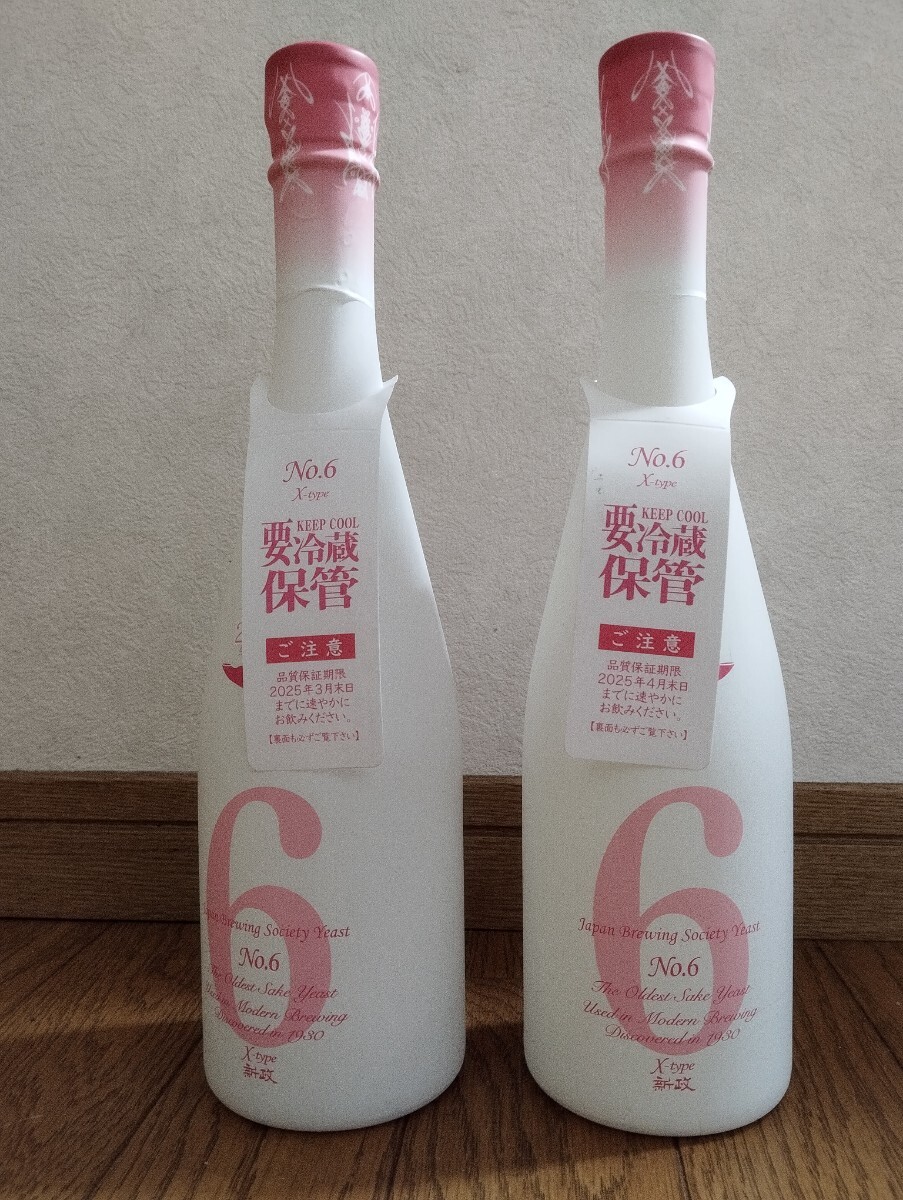 No.6
X-type
KEEP COOL
要冷蔵
保管
ご注意
品質保証期限
2025年3月末日
までに速やかに
お飲みください。
【裏面も必ずご覧下さい】
6
Japan Brewing Society Yeast
No.6
The Oldest Sake Yeast
Used in Modern Brewing
Discovered in 1930
X-type
新政
No.6
X-type
KEEP COOL
要冷蔵
保管
ご注意
品質保証期限
2025年4月末日
までに速やかに
お飲みください。
【裏面も必ずご覧下さい】
6
Japan Brewing Society Yeast
No.6
The Oldest Sake Yeast
Used in Modern Brewing
Discovered in 1930
X-type
新政